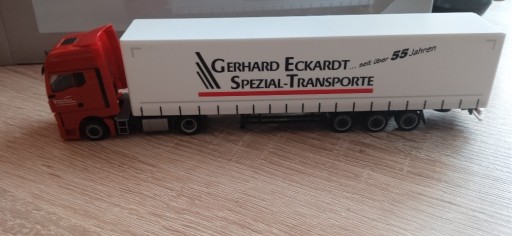 GERHARD ECKARDT... seit über 55 Jahren
SPEZIAL-TRANSPORTE